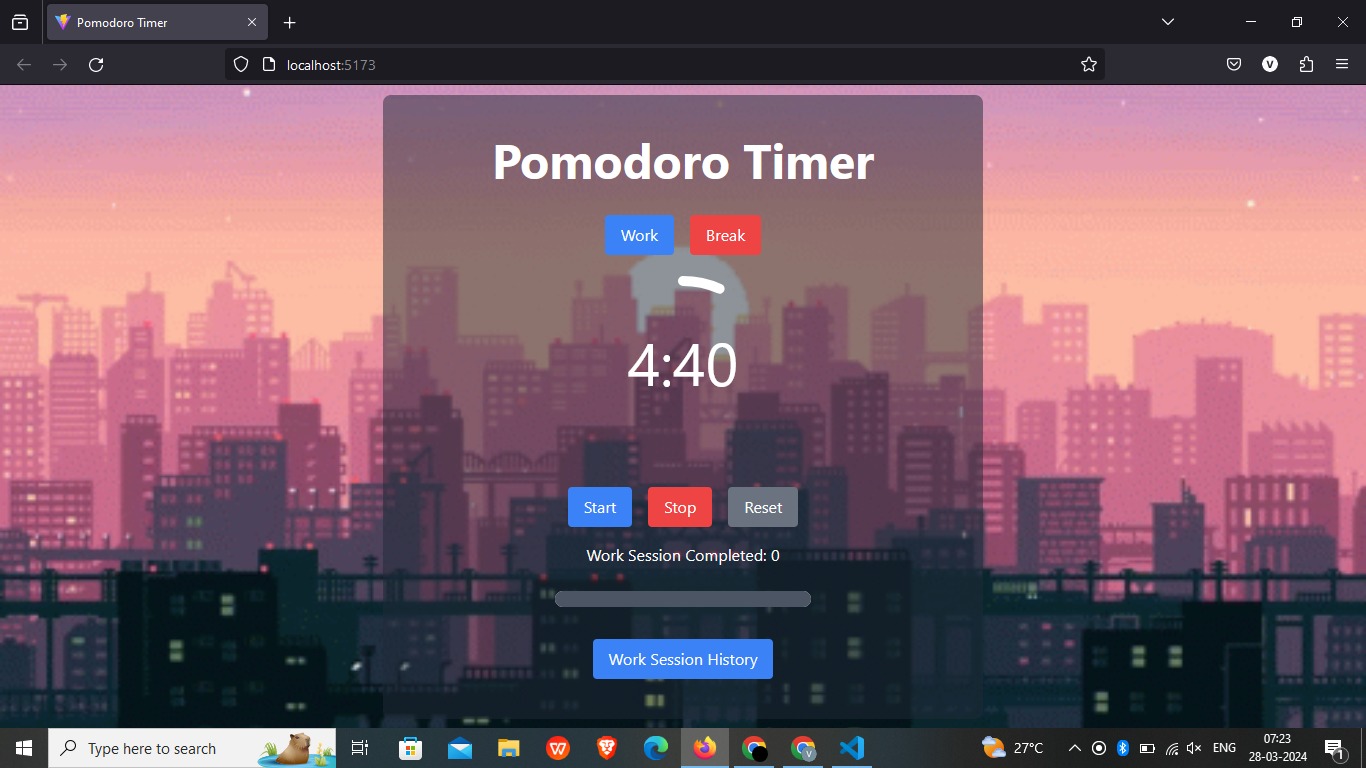 Pomodoro Timer
localhost:5173
V
Pomodoro Timer
Work
Break
4:40
Start
Stop
Reset
Work Session Completed: 0
Work Session History
Type here to search
W
V
27°C
ENG
07:23
28-03-2024
1